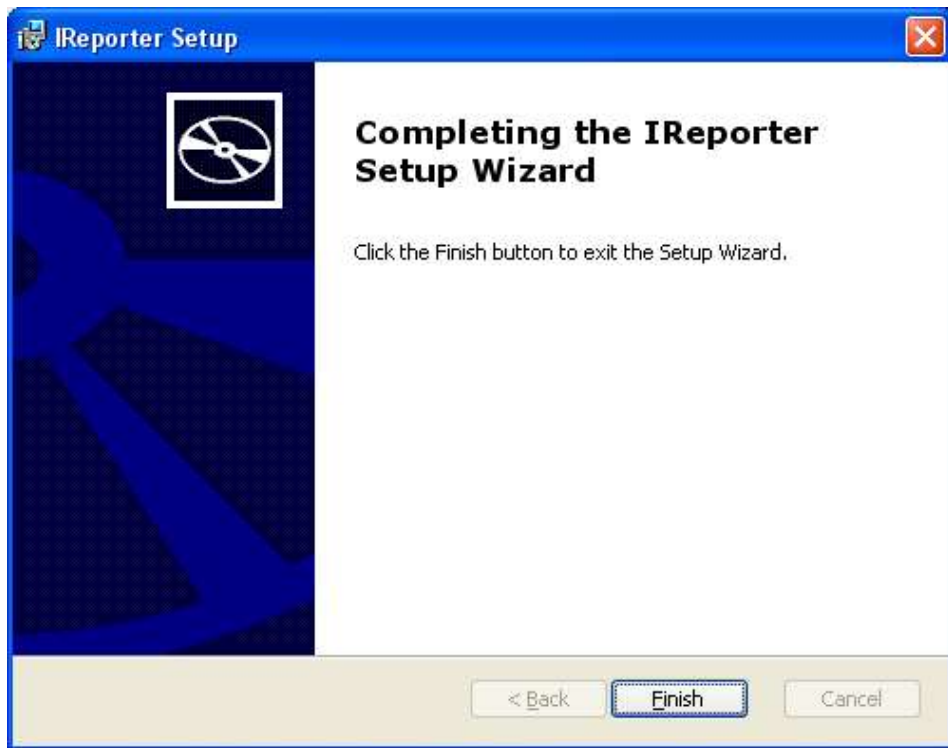 IReporter Setup
Completing the IReporter
Setup Wizard
Click the Finish button to exit the Setup Wizard.
< Back Finish Cancel